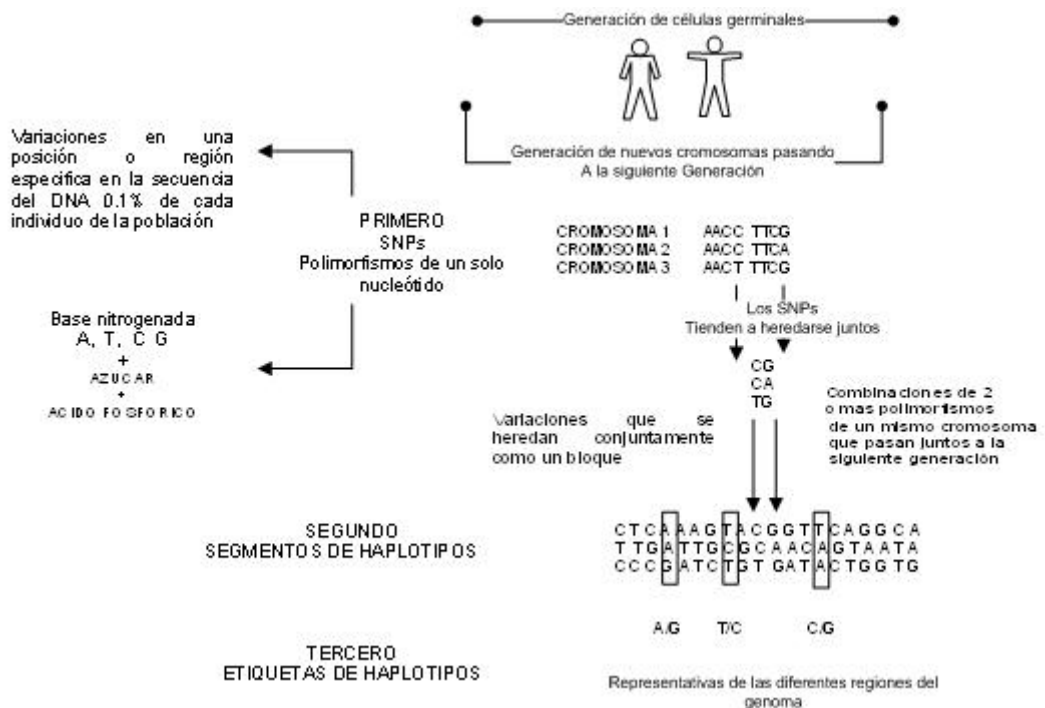 Generación de células germinales
Generación de nuevos cromosomas pasando
A la siguiente Generación
Variaciones en una
posición o región
especifica en la secuencia
del DNA 0.1% de cada
individuo de la población
PRIMERO
SNPs
Polimorfismos de un solo
nucleótido
Base nitrogenada
A, T, C G
+
AZUCAR
+
ACIDO FOSFORICO
CROMOSOMA 1 AACC TTCG
CROMOSOMA 2 AACC TTCA
CROMOSOMA 3 AACT TTCG
Los SNPs
Tienden a heredarse juntos
CG
CA
TG
Variaciones que se
heredan conjuntamente
como un bloque
Combinaciones de 2
o mas polimorfismos
de un mismo cromosoma
que pasan juntos a la
siguiente generación
SEGUNDO
SEGMENTOS DE HAPLOTIPOS
C T C A A A G T A C G G T T C A G G C A
T T G A T T G C G C A A C A G T A A T A
C C C G A T C T G T G A T A C T G G T G
A/G T/C C/G
TERCERO
ETIQUETAS DE HAPLOTIPOS
Representativas de las diferentes regiones del
genoma